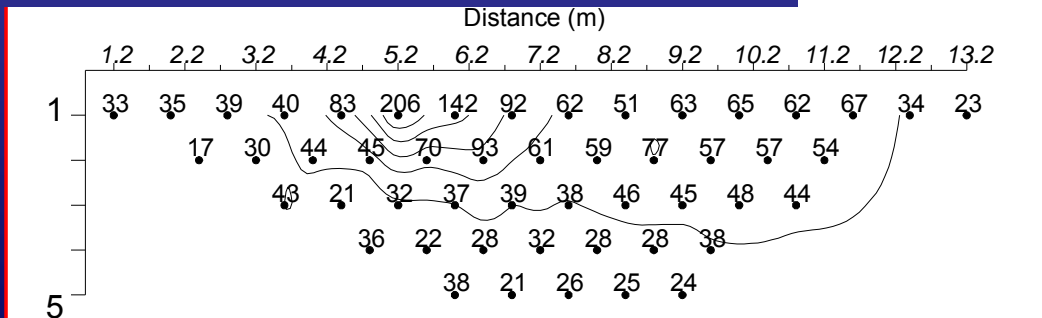 Distance (m)
1.2 2.2 3.2 4.2 5.2 6.2 7.2 8.2 9.2 10.2 11.2 12.2 13.2
1 33 35 39 40 83 206 142 92 62 51 63 65 62 67 34 23
17 30 44 45 70 93 61 59 77 57 57 54
43 21 32 37 39 38 46 45 48 44
36 22 28 32 28 28 38
38 21 26 25 24
5